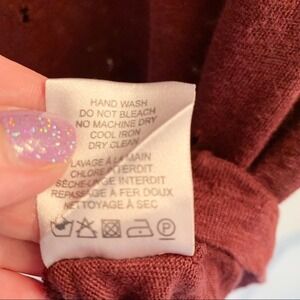 HAND WASH
DO NOT BLEACH
NO MACHINE DRY
COOL IRON
DRY CLEAN
LAVAGE À LA MAIN
CHLORE INTERDIT
SÈCHE-LINGE INTERDIT
REPASSAGE À FER DOUX
NETTOYAGE À SEC
P